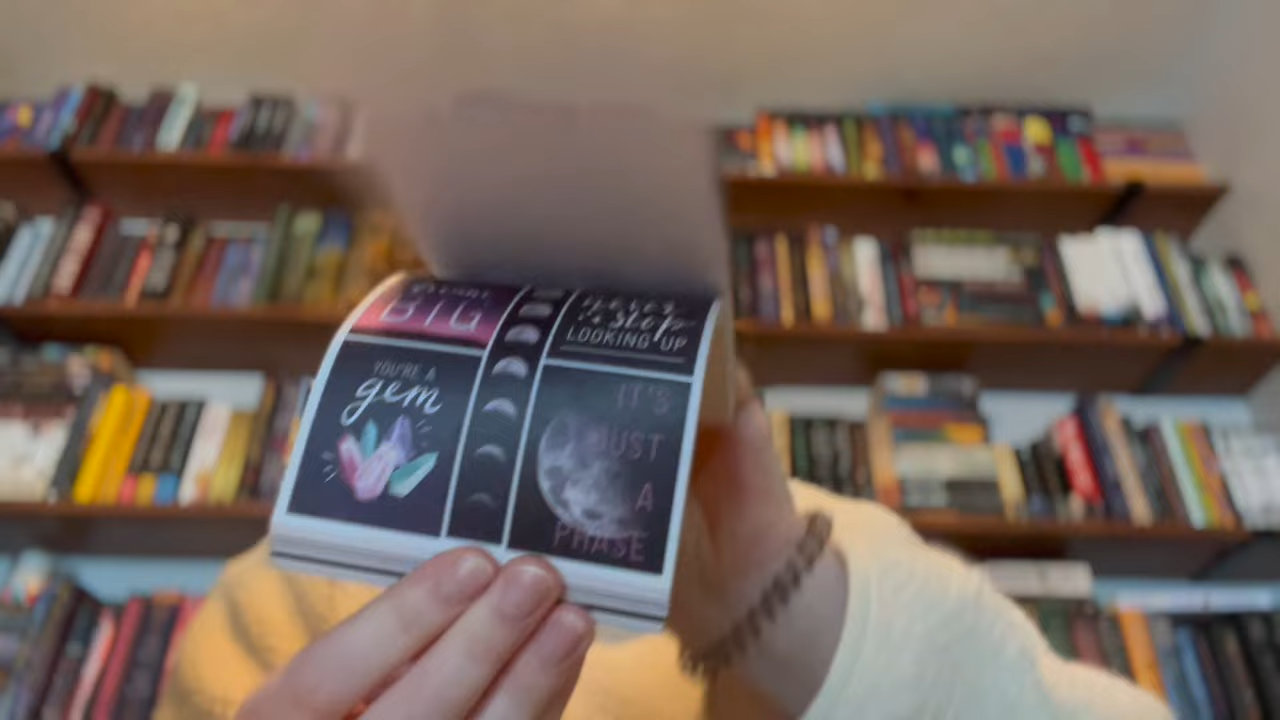 BIG
never
stop
LOOKING UP
YOU'RE A
gem
IT'S
JUST
A
PHASE